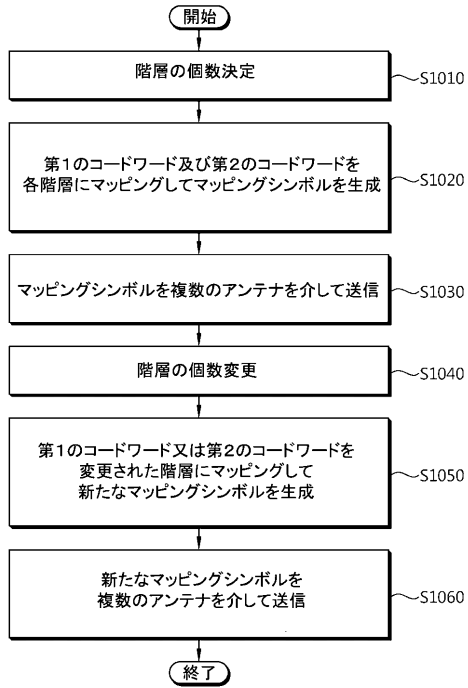 開始
階層の個数決定
S1010
第1のコードワード及び第2のコードワードを
各階層にマッピングしてマッピングシンボルを生成
S1020
マッピングシンボルを複数のアンテナを介して送信
S1030
階層の個数変更
S1040
第1のコードワード又は第2のコードワードを
変更された階層にマッピングして
新たなマッピングシンボルを生成
S1050
新たなマッピングシンボルを
複数のアンテナを介して送信
S1060
終了